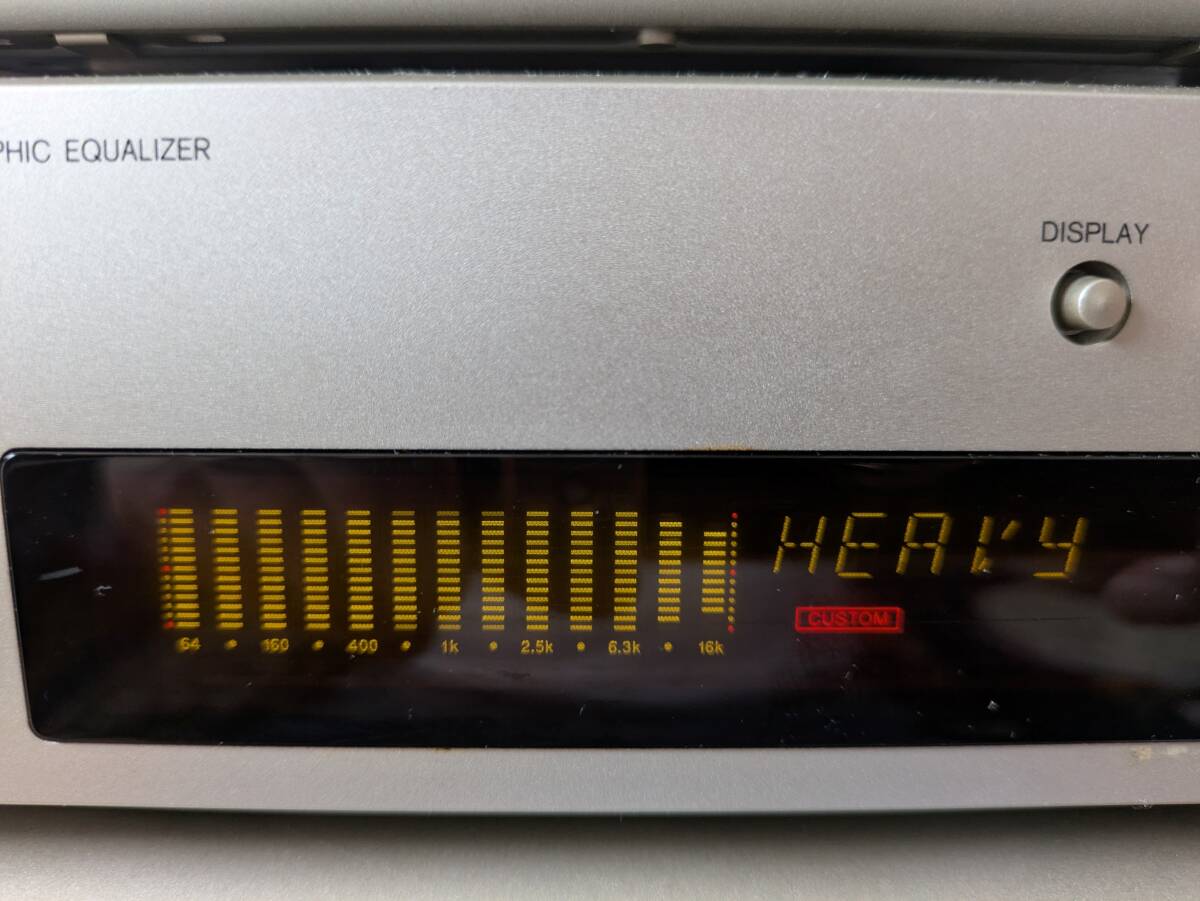 PHIC EQUALIZER
DISPLAY
HEAVY
CUSTOM
64 • 160 • 400 • 1k • 2.5k • 6.3k • 16k